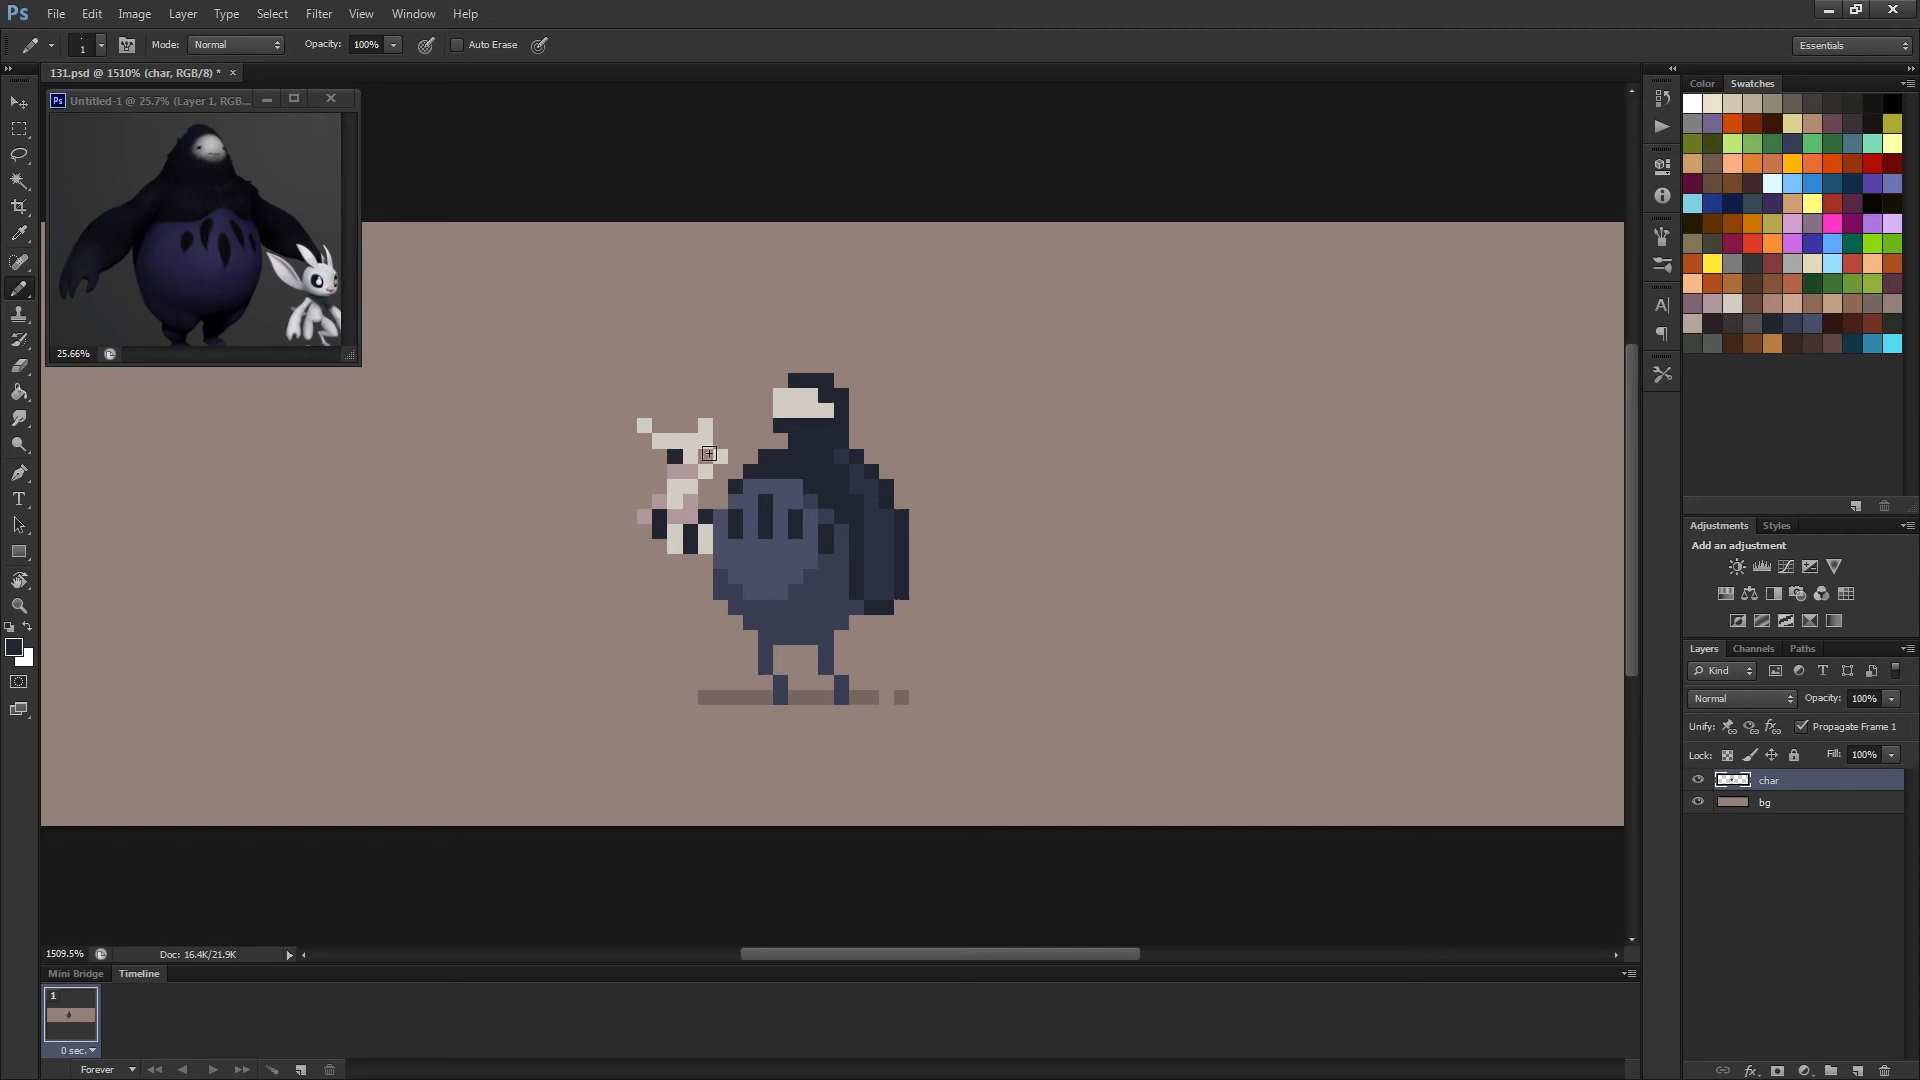 Ps File Edit Image Layer Type Select Filter 3D View Window Help
1 Mode: Normal Opacity: 100% Auto Erase Essentials
131.psd @ 1510% (char, RGB/8) * ×
Ps Untitled-1 @ 25.7% (Layer 1, RGB...
25.66%
Color Swatches
Adjustments Styles
Add an adjustment
Layers Channels Paths
Kind
Normal Opacity: 100%
Unify: Propagate Frame 1
Lock: Fill: 100%
char
bg
1509.5% Doc: 16.4K/21.9K
Mini Bridge Timeline
1
0 sec.
Forever